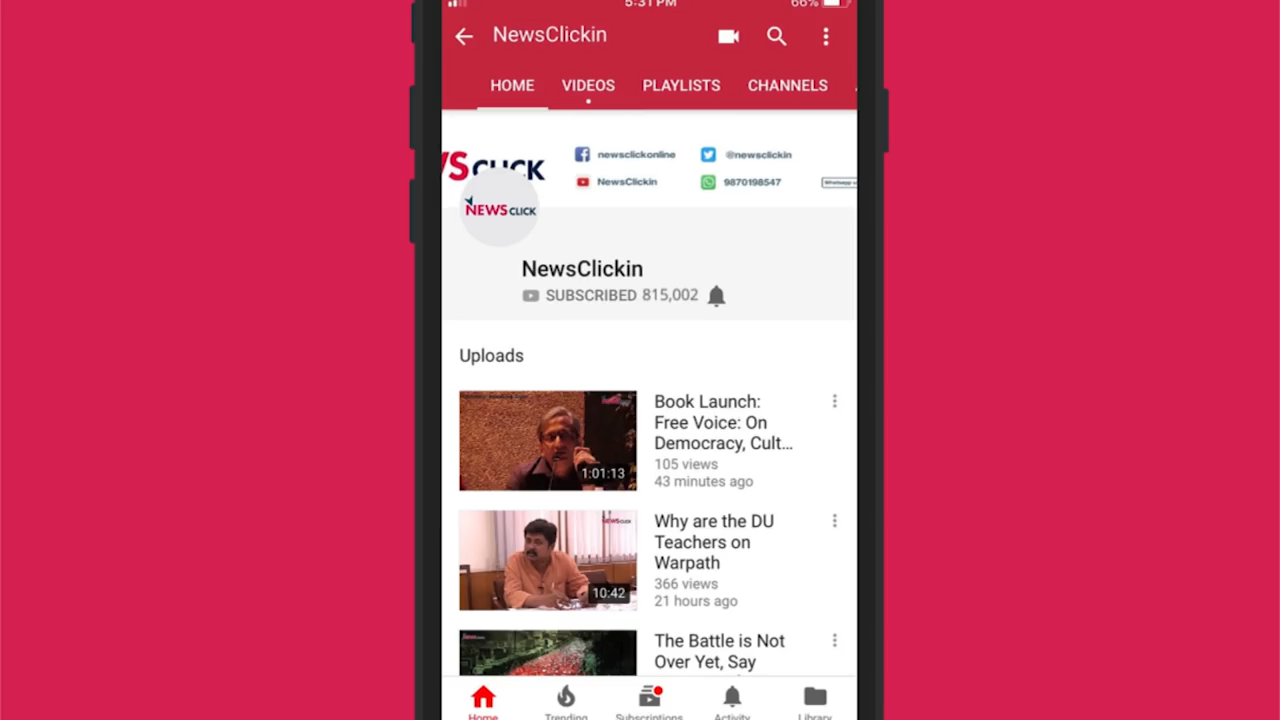 5:31 PM
66%
NewsClickin
HOME VIDEOS PLAYLISTS CHANNELS
WS CLICK
newsclickonline @newsclickin
NewsClickin 9870198547
NEWS CLICK
NewsClickin
SUBSCRIBED 815,002
Uploads
Book Launch:
Free Voice: On
Democracy, Cult...
105 views
43 minutes ago
1:01:13
Why are the DU
Teachers on
Warpath
366 views
21 hours ago
NEWSCLICK
10:42
The Battle is Not
Over Yet, Say
Home Trending Subscriptions Activity Library